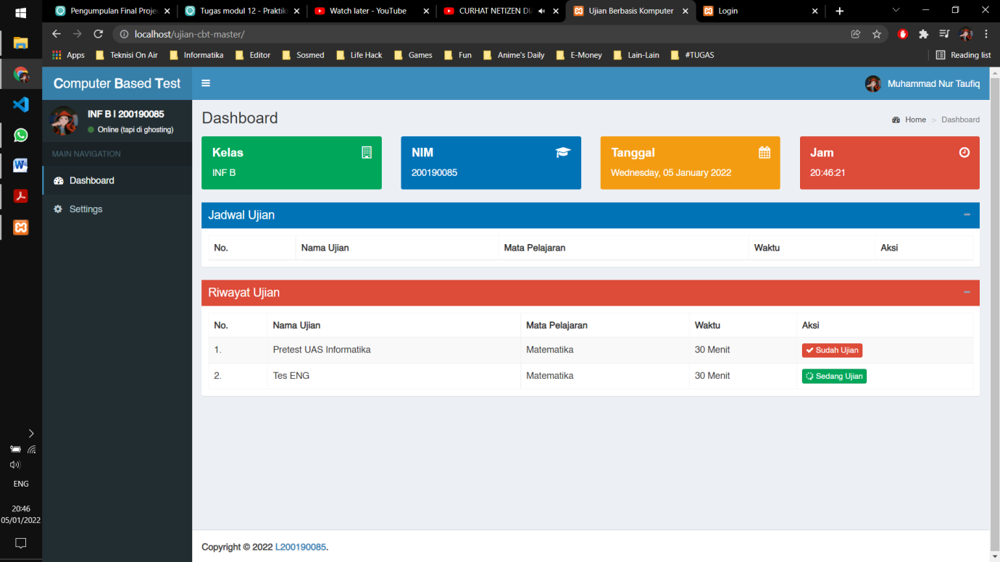 Pengumpulan Final Proje
Tugas modul 12 - Praktik
Watch later - YouTube
CURHAT NETIZEN DI
Ujian Berbasis Komputer
Login
localhost/ujian-cbt-master/
Apps
Teknisi On Air
Informatika
Editor
Sosmed
Life Hack
Games
Fun
Anime's Daily
E-Money
Lain-Lain
#TUGAS
Reading list
Computer Based Test
Muhammad Nur Taufiq
INF B I 200190085
Online (tapi di ghosting)
MAIN NAVIGATION
Dashboard
Settings
Dashboard
Home > Dashboard
Kelas
INF B
NIM
200190085
Tanggal
Wednesday, 05 January 2022
Jam
20:46:21
Jadwal Ujian
No. Nama Ujian Mata Pelajaran Waktu Aksi
Riwayat Ujian
No. Nama Ujian Mata Pelajaran Waktu Aksi
1. Pretest UAS Informatika Matematika 30 Menit Sudah Ujian
2. Tes ENG Matematika 30 Menit Sedang Ujian
Copyright © 2022 L200190085.
ENG
20:46
05/01/2022